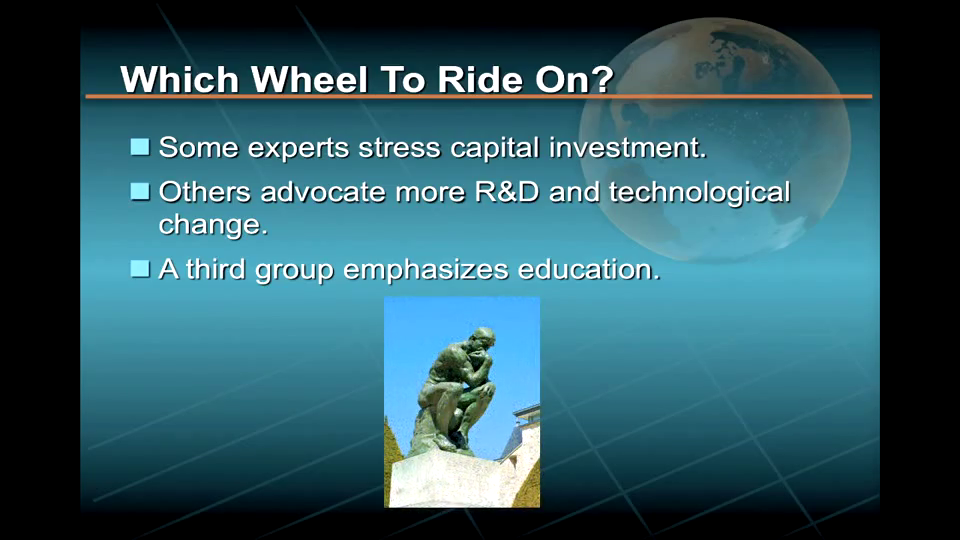 Which Wheel To Ride On?
Some experts stress capital investment.
Others advocate more R&D and technological
change.
A third group emphasizes education.